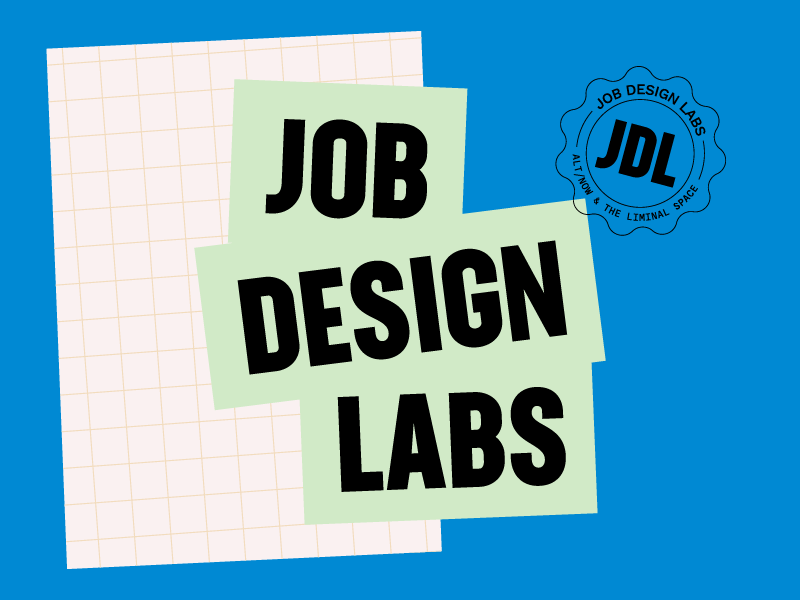 JOB
DESIGN
LABS
JOB DESIGN LABS
JDL
ALT/NOW & THE LIMINAL SPACE